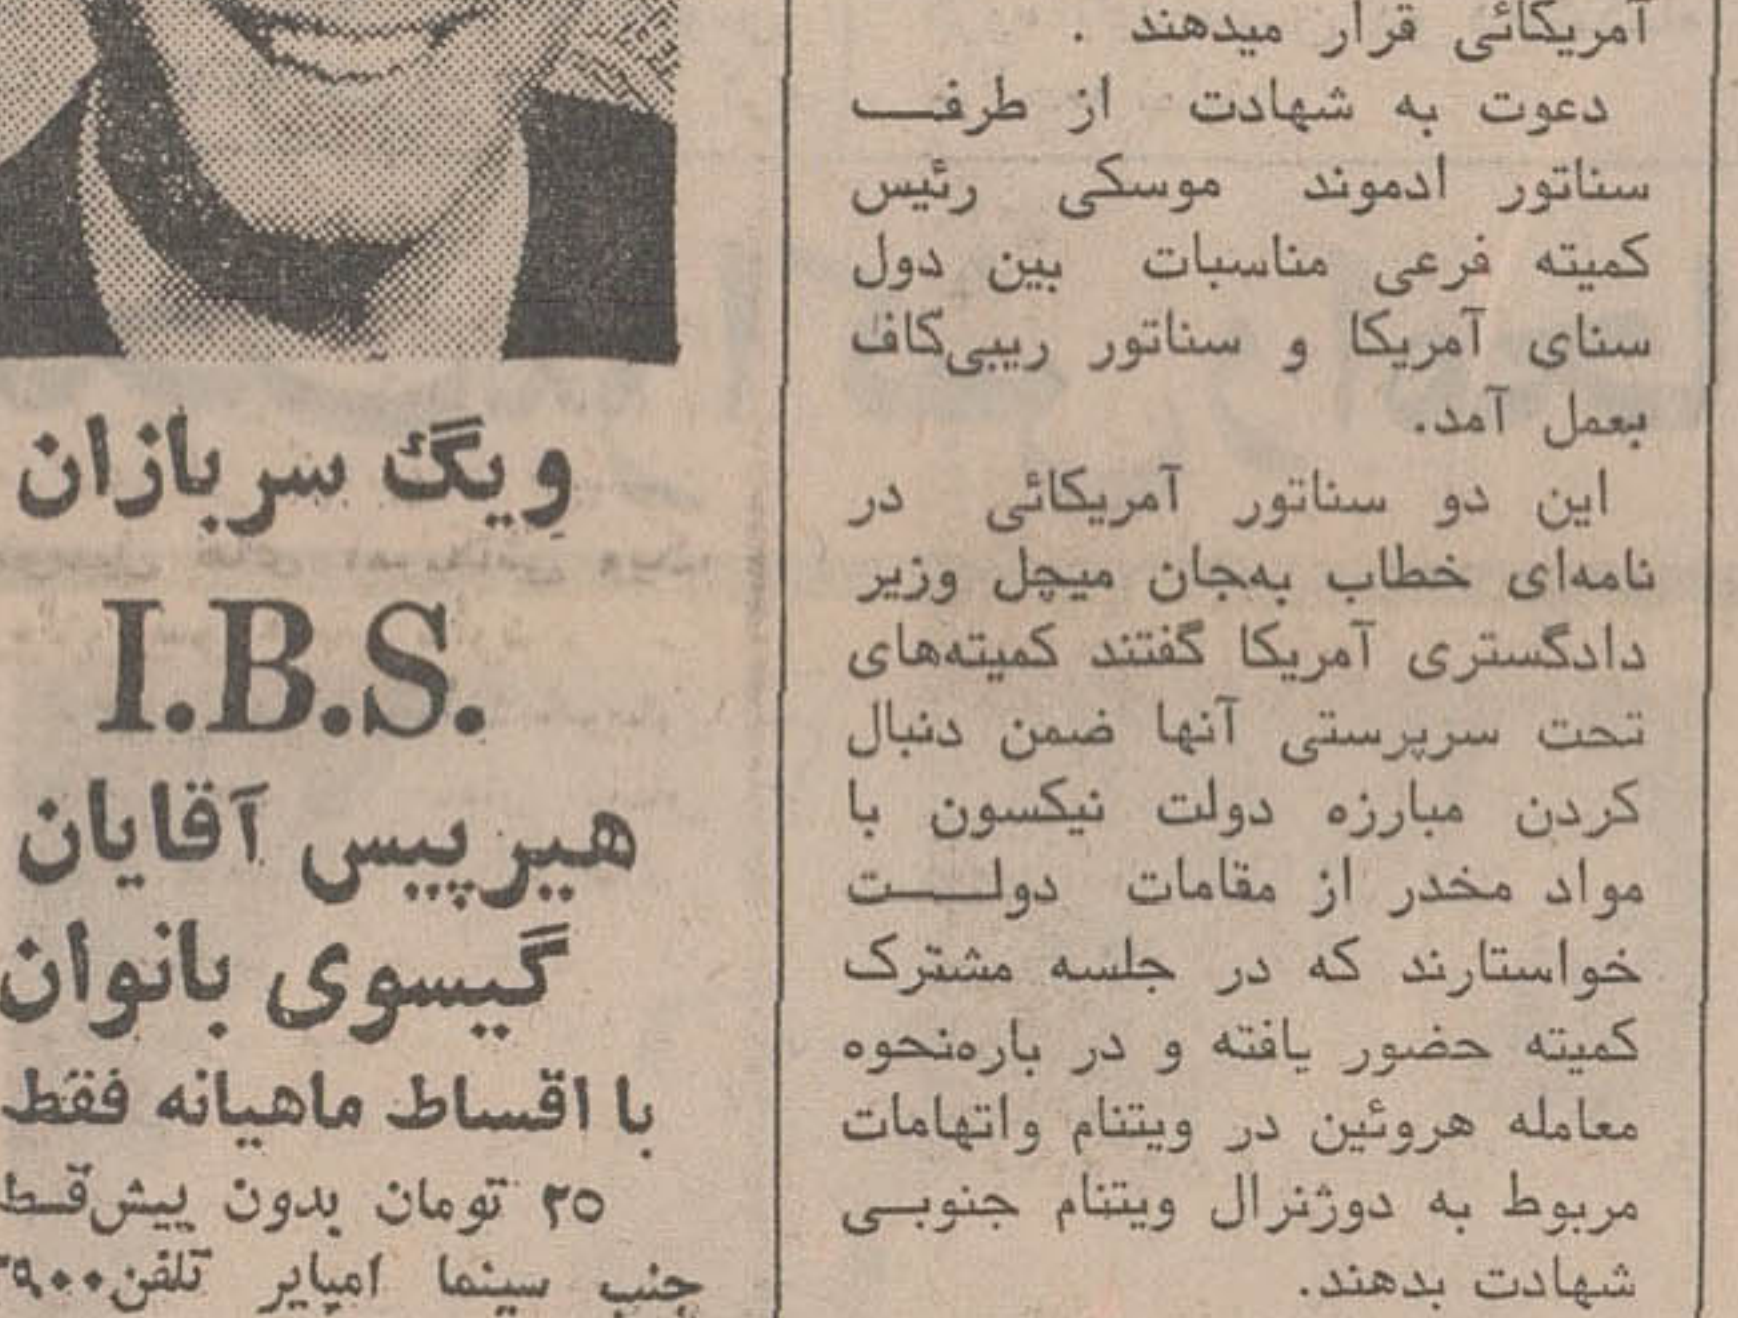 آمریکائی قرار میدهند .
دعوت به شهادت از طرف
سناتور ادموند موسکی رئیس
کمیته فرعی مناسبات بین دول
سنای آمریکا و سناتور ریبی‌کاف
بعمل آمد.
این دو سناتور آمریکائی در
نامه‌ای خطاب به‌جان میچل وزیر
دادگستری آمریکا گفتند کمیته‌های
تحت سرپرستی آنها ضمن دنبال
کردن مبارزه دولت نیکسون با
مواد مخدر از مقامات دولت
خواستارند که در جلسه مشترک
کمیته حضور یافته و در باره‌نحوه
معامله هروئین در ویتنام واتهامات
مربوط به دوژنرال ویتنام جنوبی
شهادت بدهند.
ویگ سربازان
I.B.S.
هیرپیس آقایان
گیسوی بانوان
با اقساط ماهیانه فقط
۲۵ تومان بدون پیش‌قسط
جنب سینما امپایر تلفن